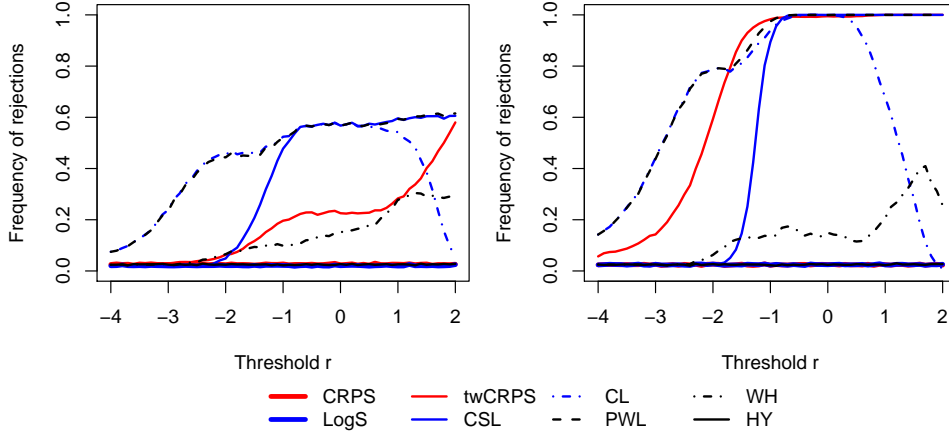 Frequency of rejections
1.0
0.8
0.6
0.4
0.2
0.0
−4 −3 −2 −1 0 1 2
Threshold r
Frequency of rejections
1.0
0.8
0.6
0.4
0.2
0.0
−4 −3 −2 −1 0 1 2
Threshold r
CRPS twCRPS CL WH
LogS CSL PWL HY